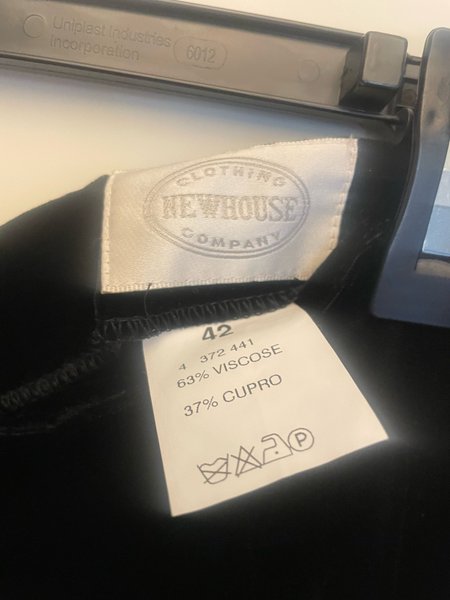 Uniplast Industries
Incorporation
6012
CLOTHING
NEWHOUSE
COMPANY
42
4 372 441
63% VISCOSE
37% CUPRO
P